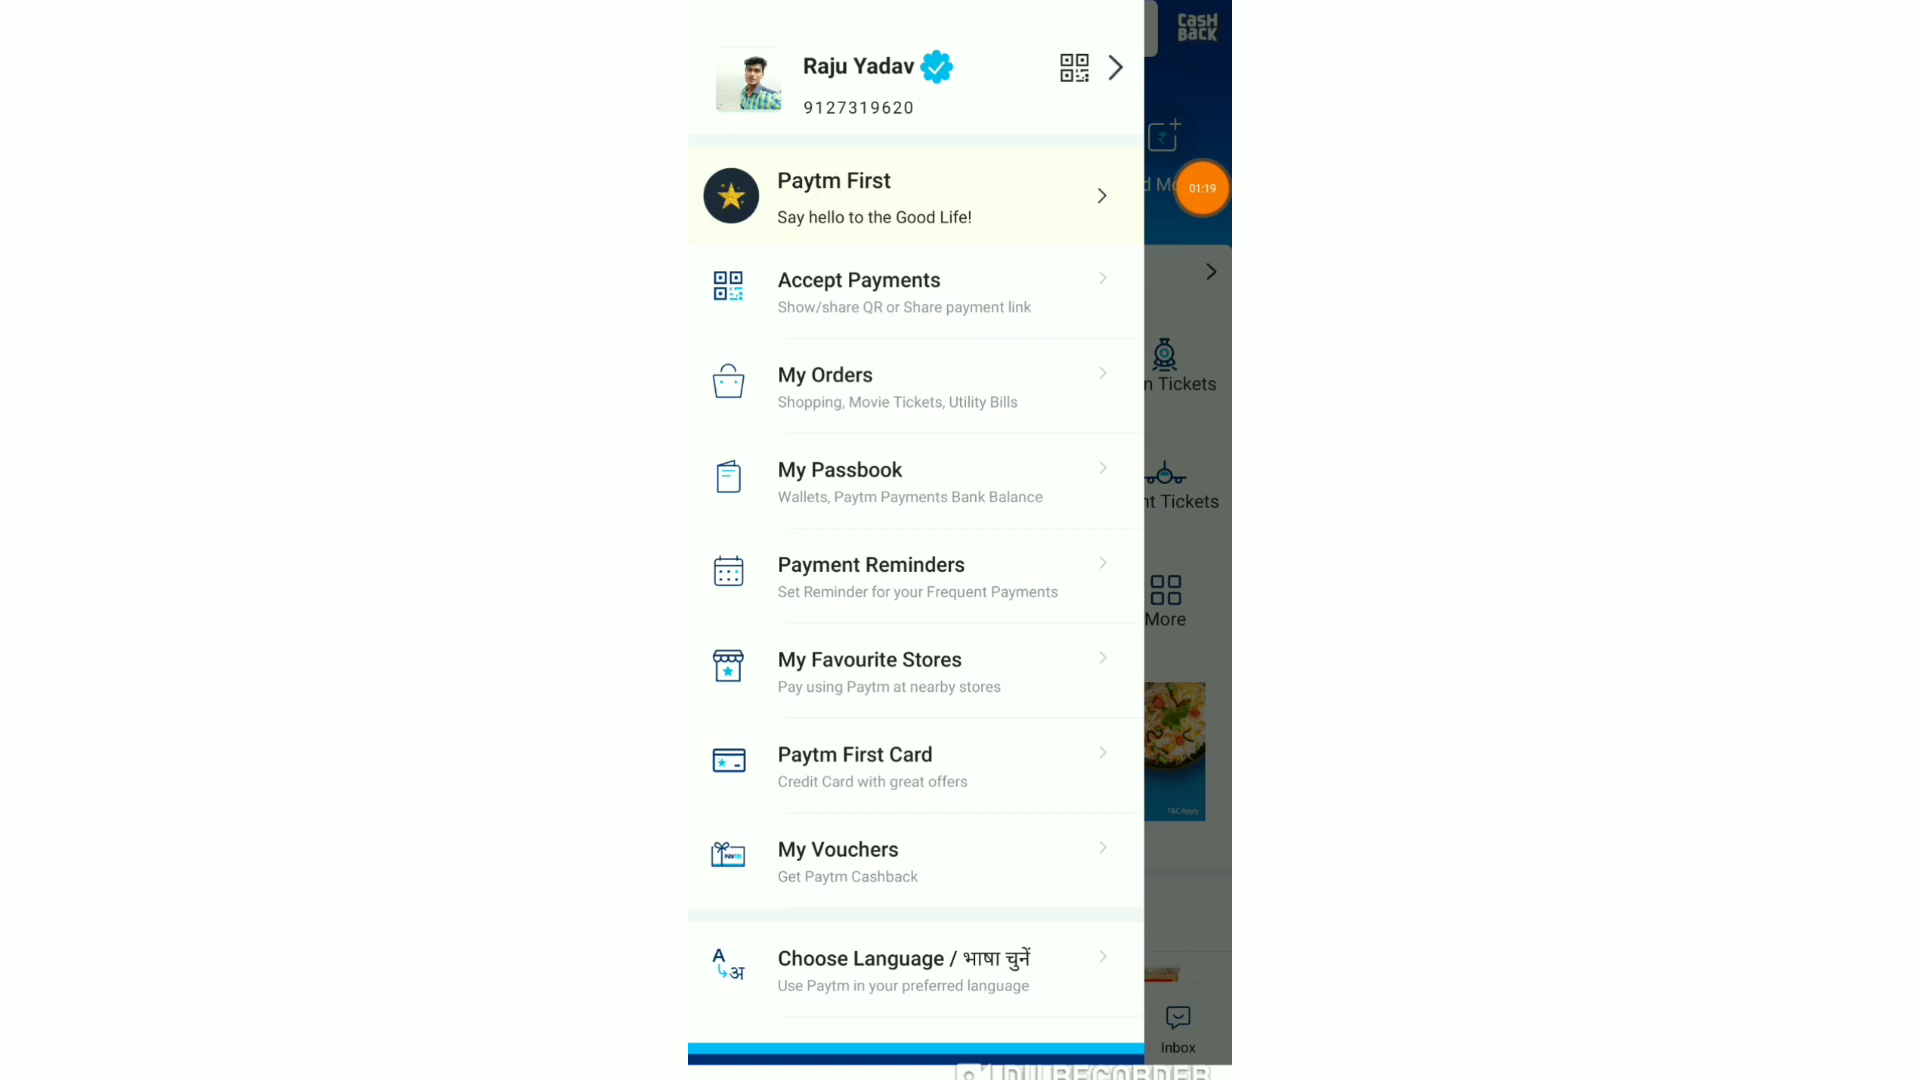 CASH
BACK
Raju Yadav
9127319620
01:19
Paytm First
Say hello to the Good Life!
Accept Payments
Show/share QR or Share payment link
My Orders
Shopping, Movie Tickets, Utility Bills
n Tickets
My Passbook
Wallets, Paytm Payments Bank Balance
ht Tickets
Payment Reminders
Set Reminder for your Frequent Payments
More
My Favourite Stores
Pay using Paytm at nearby stores
Paytm First Card
Credit Card with great offers
T&C Apply
My Vouchers
Get Paytm Cashback
A
अ
Choose Language / भाषा चुनें
Use Paytm in your preferred language
Inbox